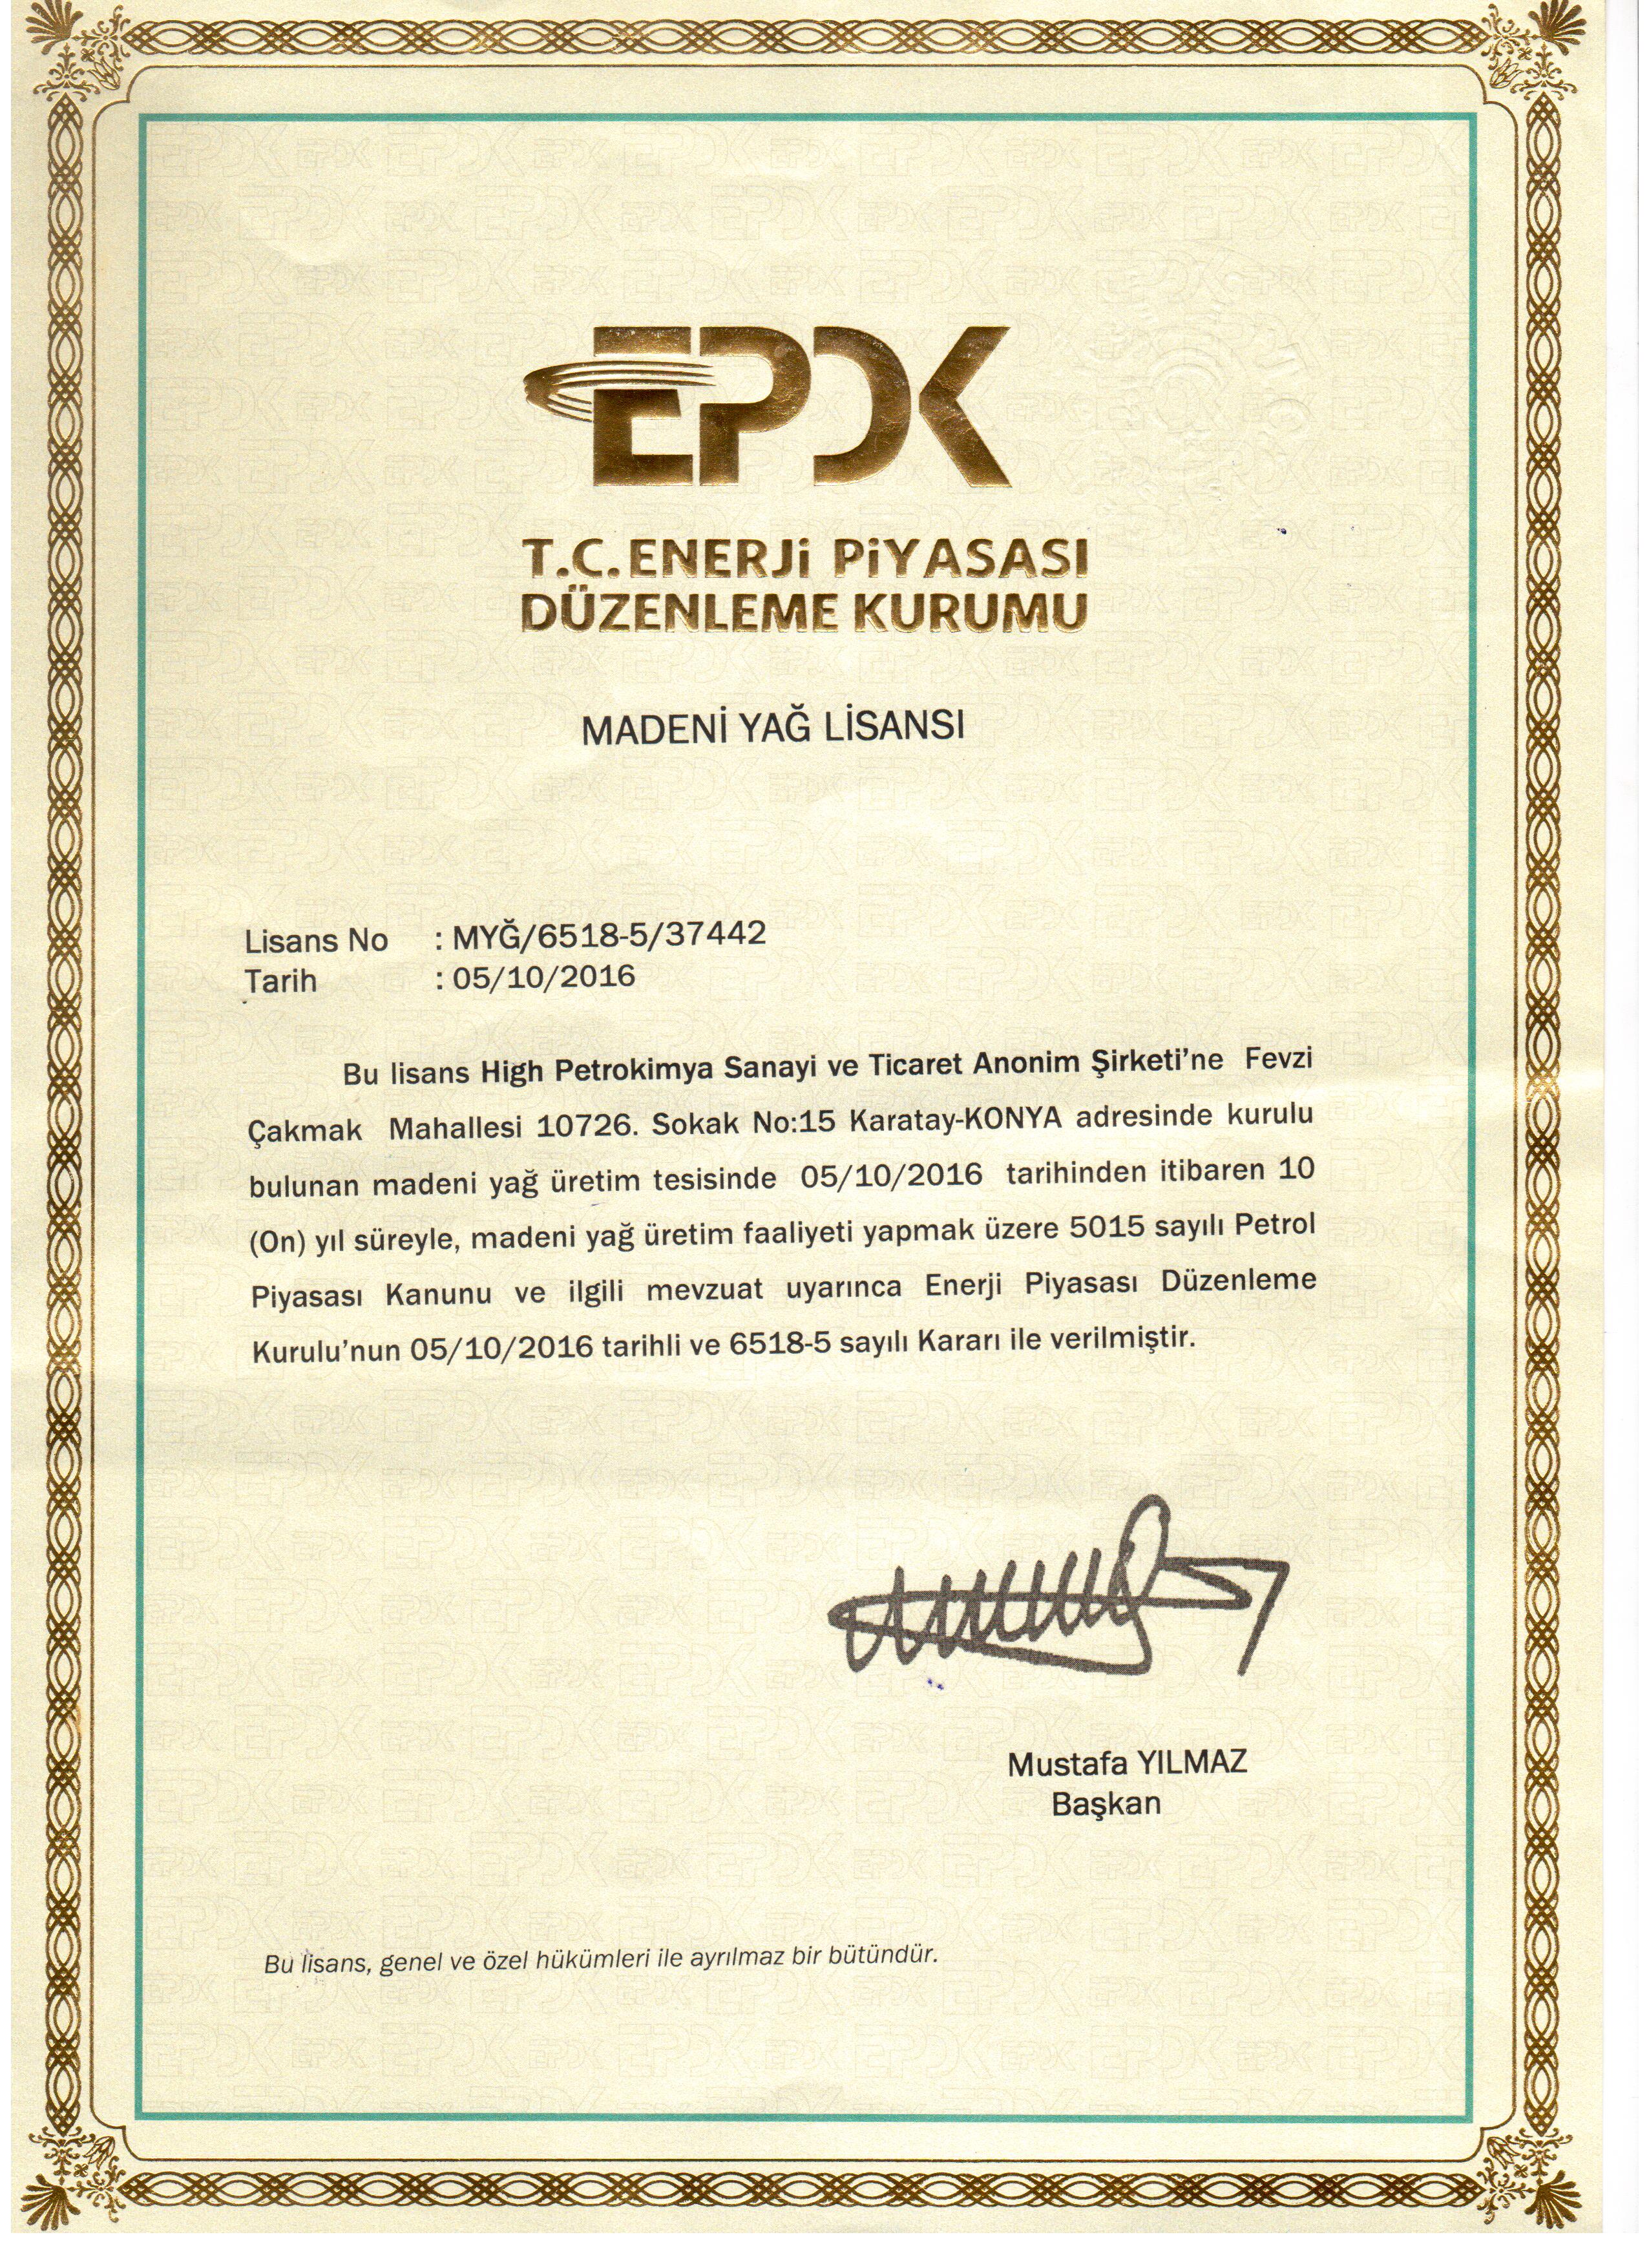 EPDK
T.C. ENERJİ PİYASASI
DÜZENLEME KURUMU
MADENİ YAĞ LİSANSI
Lisans No : MYĞ/6518-5/37442
Tarih : 05/10/2016
Bu lisans High Petrokimya Sanayi ve Ticaret Anonim Şirketi'ne Fevzi
Çakmak Mahallesi 10726. Sokak No:15 Karatay-KONYA adresinde kurulu
bulunan madeni yağ üretim tesisinde 05/10/2016 tarihinden itibaren 10
(On) yıl süreyle, madeni yağ üretim faaliyeti yapmak üzere 5015 sayılı Petrol
Piyasası Kanunu ve ilgili mevzuat uyarınca Enerji Piyasası Düzenleme
Kurulu'nun 05/10/2016 tarihli ve 6518-5 sayılı Kararı ile verilmiştir.
Mustafa YILMAZ
Başkan
Bu lisans, genel ve özel hükümleri ile ayrılmaz bir bütündür.